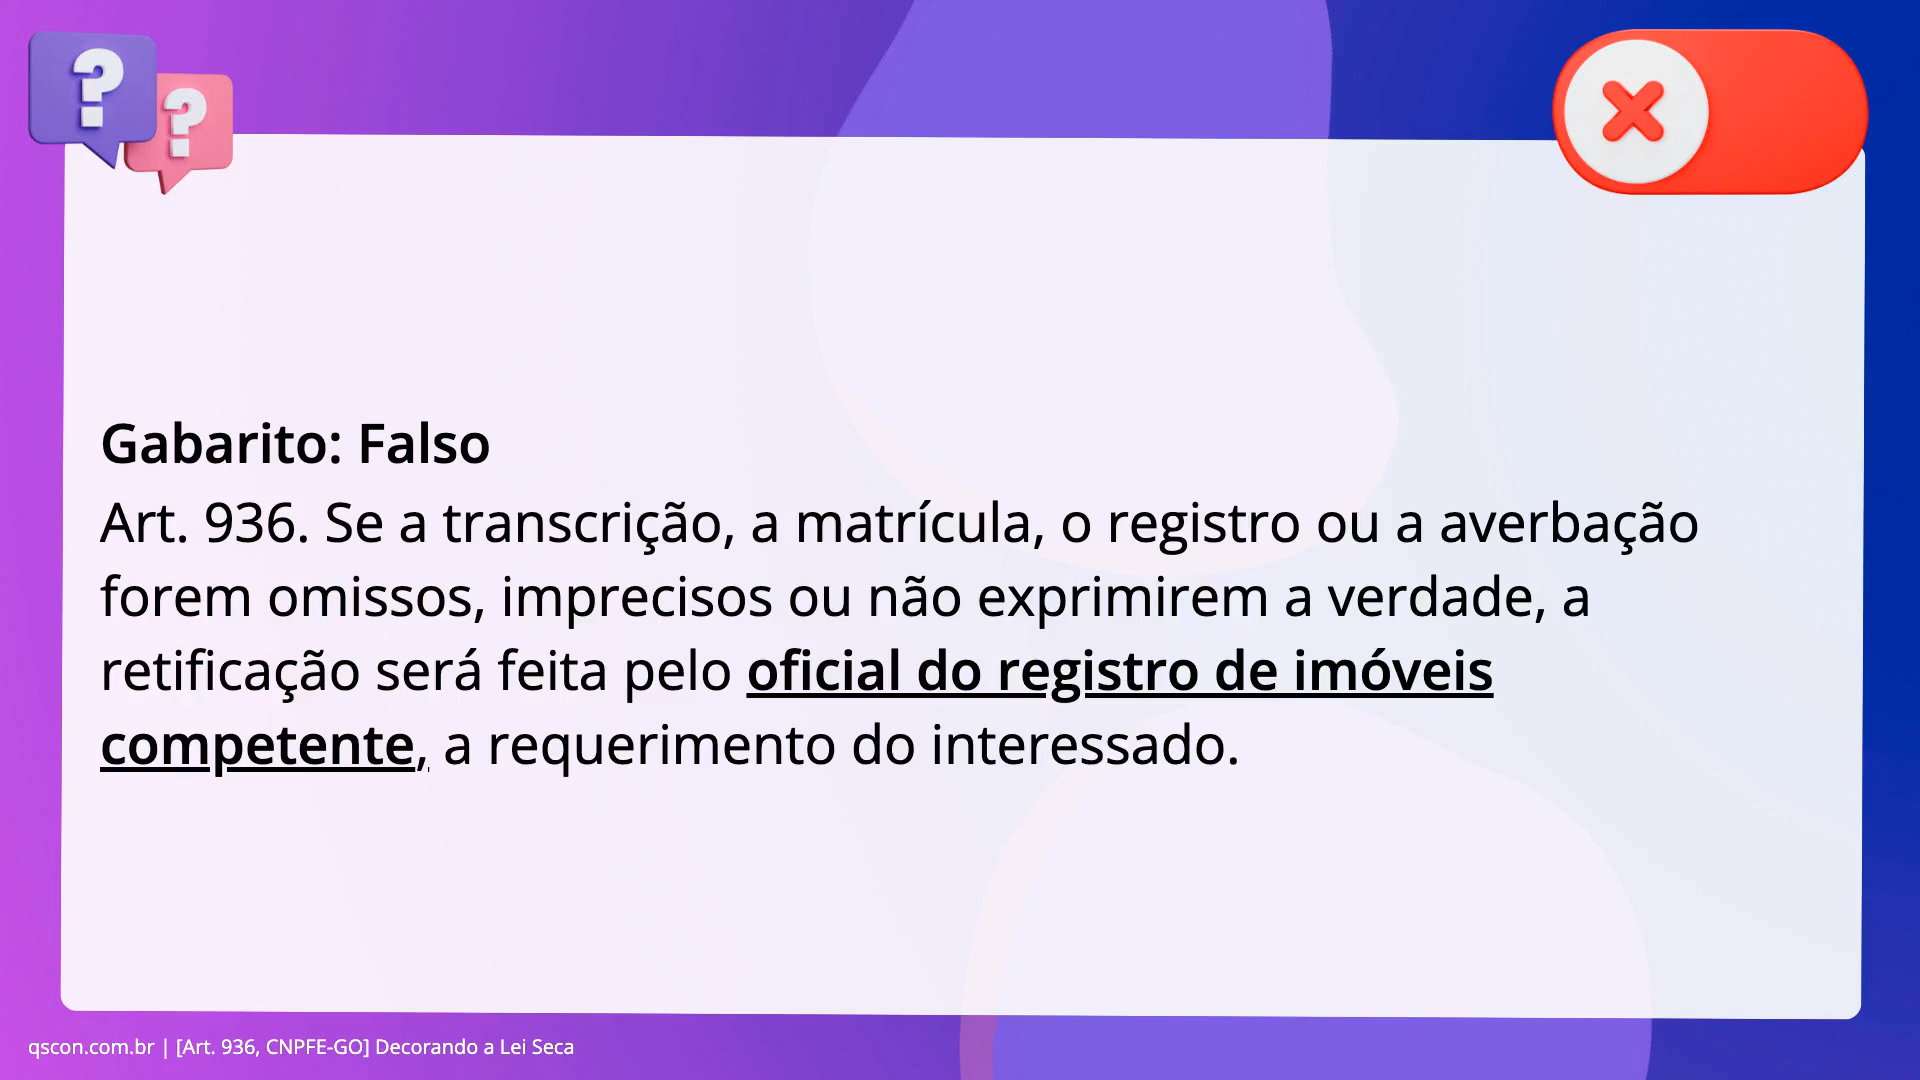 ?
?
Gabarito: Falso
Art. 936. Se a transcrição, a matrícula, o registro ou a averbação
forem omissos, imprecisos ou não exprimirem a verdade, a
retificação será feita pelo oficial do registro de imóveis
competente, a requerimento do interessado.
qscon.com.br | [Art. 936, CNPFE-GO] Decorando a Lei Seca